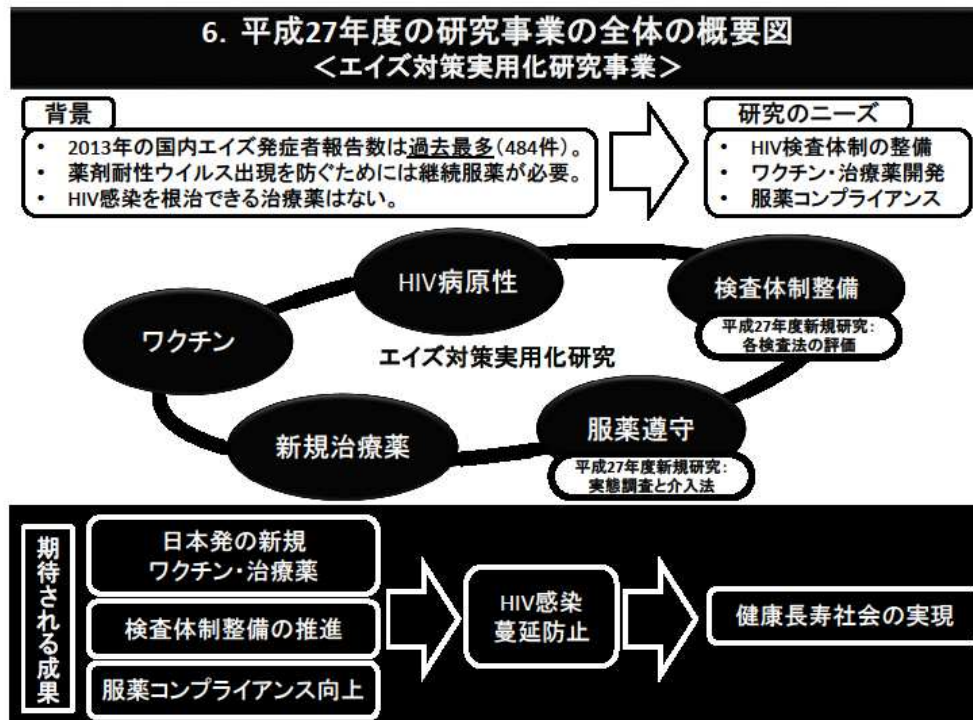 6. 平成27年度の研究事業の全体の概要図
＜エイズ対策実用化研究事業＞
背景
• 2013年の国内エイズ発症者報告数は過去最多（484件）。
• 薬剤耐性ウイルス出現を防ぐためには継続服薬が必要。
• HIV感染を根治できる治療薬はない。
研究のニーズ
• HIV検査体制の整備
• ワクチン・治療薬開発
• 服薬コンプライアンス
HIV病原性
検査体制整備
平成27年度新規研究：
各検査法の評価
ワクチン
エイズ対策実用化研究
新規治療薬
服薬遵守
平成27年度新規研究：
実態調査と介入法
期待される成果
日本発の新規
ワクチン・治療薬
検査体制整備の推進
服薬コンプライアンス向上
HIV感染
蔓延防止
健康長寿社会の実現